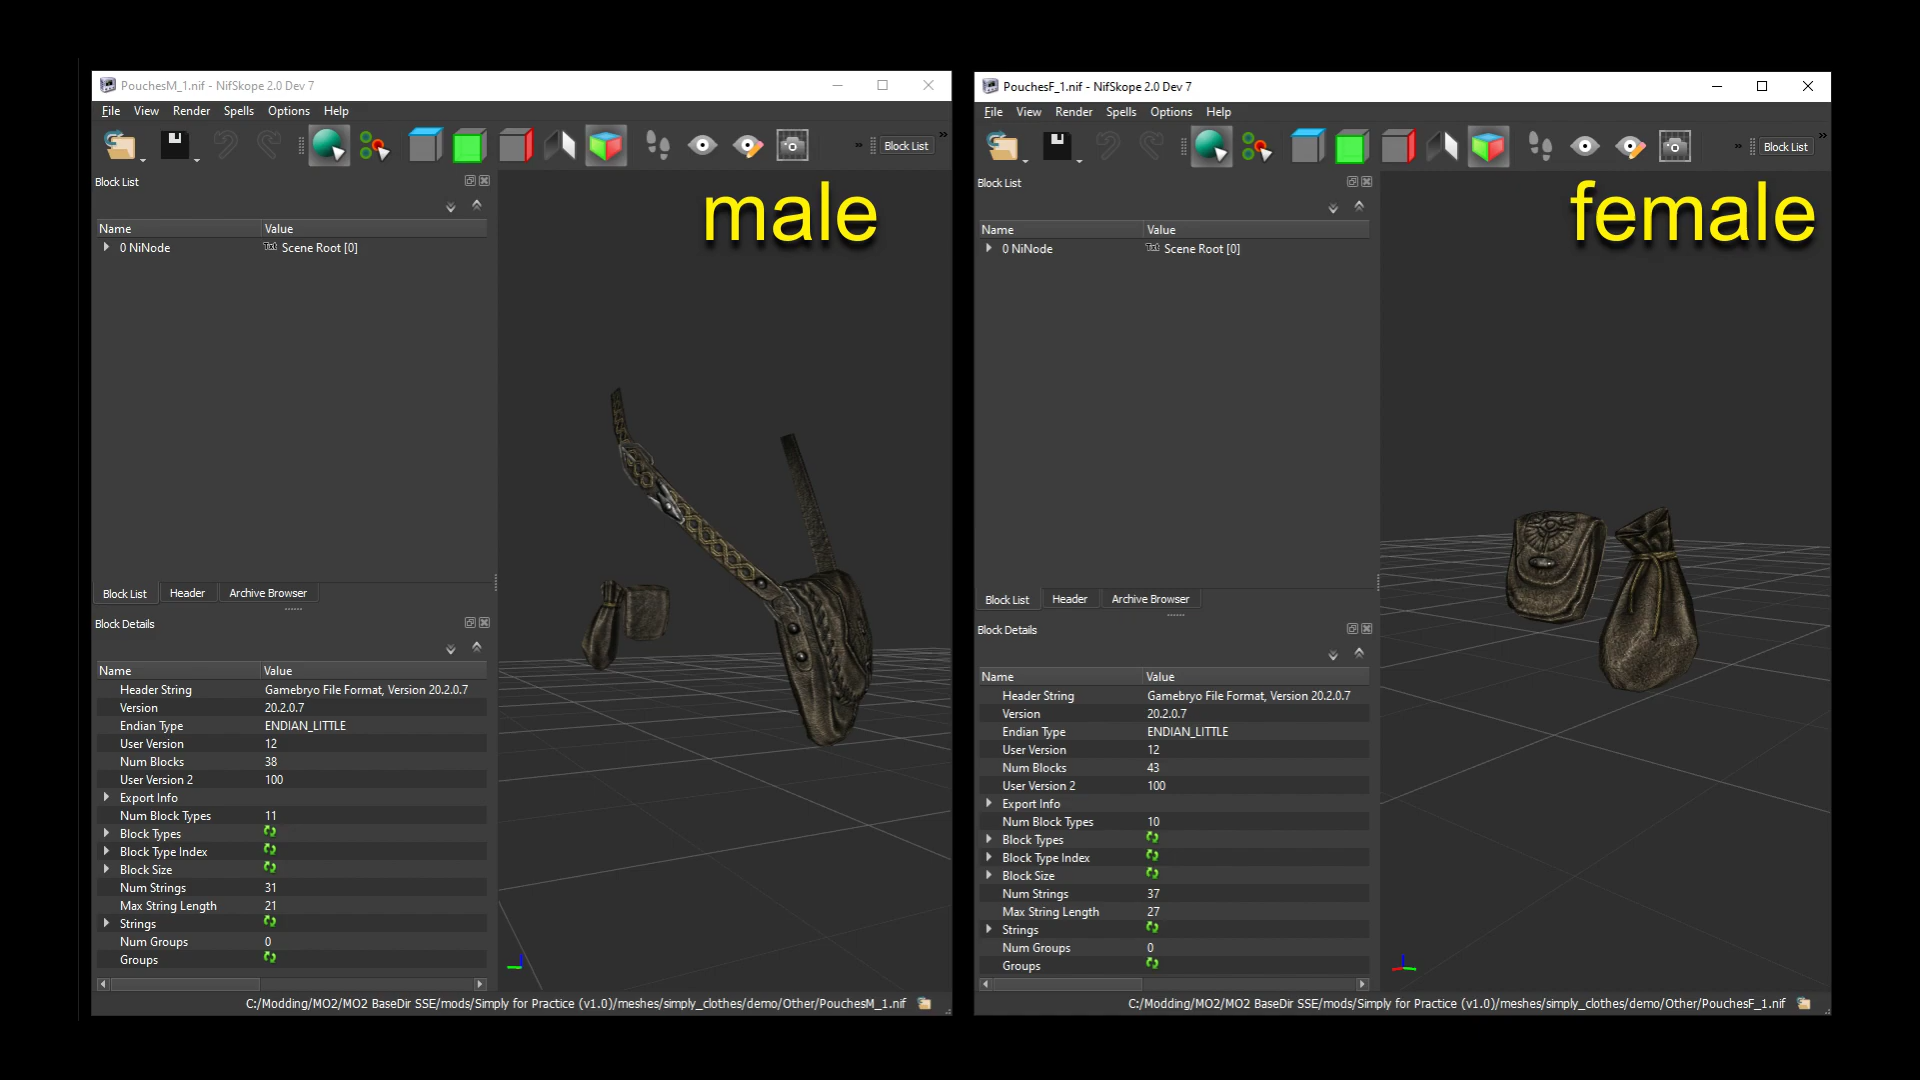 PouchesM_1.nif - NifSkope 2.0 Dev 7
File View Render Spells Options Help
» Block List »
Block List
male
Name Value
0 NiNode Txt Scene Root [0]
Block List Header Archive Browser
Block Details
Name Value
Header String Gamebryo File Format, Version 20.2.0.7
Version 20.2.0.7
Endian Type ENDIAN_LITTLE
User Version 12
Num Blocks 38
User Version 2 100
Export Info
Num Block Types 11
Block Types
Block Type Index
Block Size
Num Strings 31
Max String Length 21
Strings
Num Groups 0
Groups
C:/Modding/MO2/MO2 BaseDir SSE/mods/Simply for Practice (v1.0)/meshes/simply_clothes/demo/Other/PouchesM_1.nif
PouchesF_1.nif - NifSkope 2.0 Dev 7
File View Render Spells Options Help
» Block List »
Block List
female
Name Value
0 NiNode Txt Scene Root [0]
Block List Header Archive Browser
Block Details
Name Value
Header String Gamebryo File Format, Version 20.2.0.7
Version 20.2.0.7
Endian Type ENDIAN_LITTLE
User Version 12
Num Blocks 43
User Version 2 100
Export Info
Num Block Types 10
Block Types
Block Type Index
Block Size
Num Strings 37
Max String Length 27
Strings
Num Groups 0
Groups
C:/Modding/MO2/MO2 BaseDir SSE/mods/Simply for Practice (v1.0)/meshes/simply_clothes/demo/Other/PouchesF_1.nif